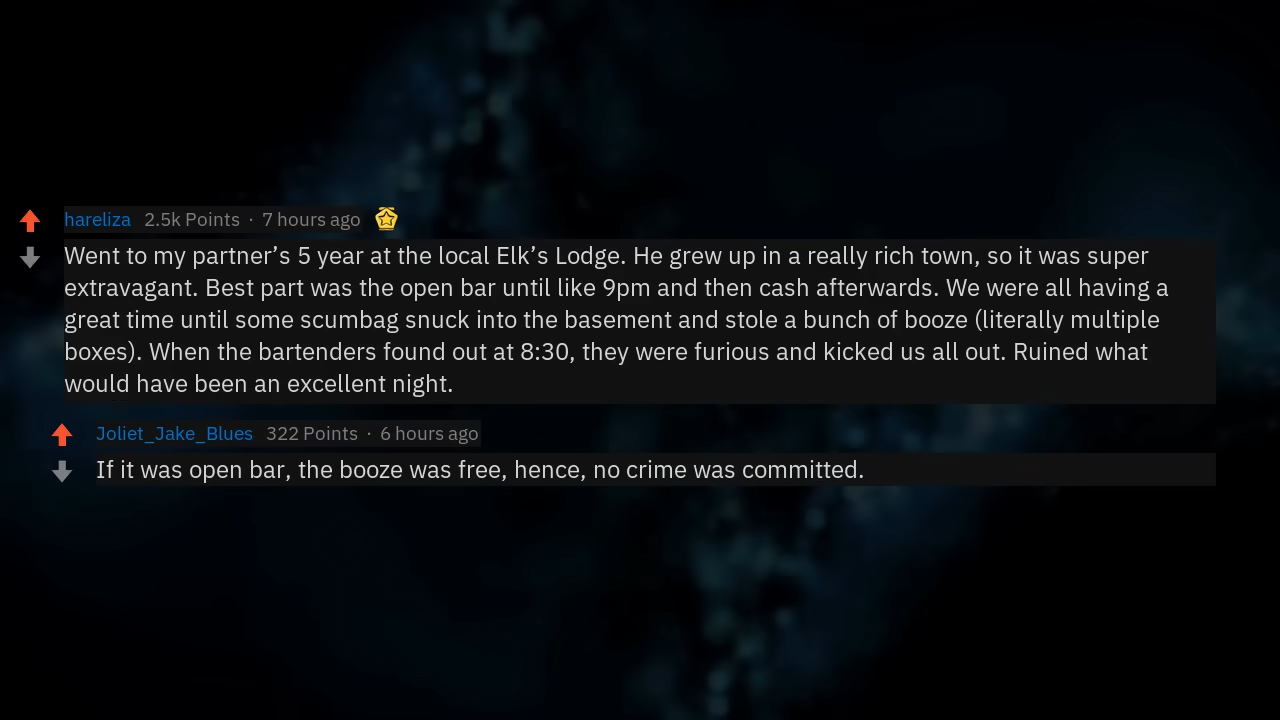 hareliza 2.5k Points · 7 hours ago
Went to my partner’s 5 year at the local Elk’s Lodge. He grew up in a really rich town, so it was super
extravagant. Best part was the open bar until like 9pm and then cash afterwards. We were all having a
great time until some scumbag snuck into the basement and stole a bunch of booze (literally multiple
boxes). When the bartenders found out at 8:30, they were furious and kicked us all out. Ruined what
would have been an excellent night.
Joliet_Jake_Blues 322 Points · 6 hours ago
If it was open bar, the booze was free, hence, no crime was committed.